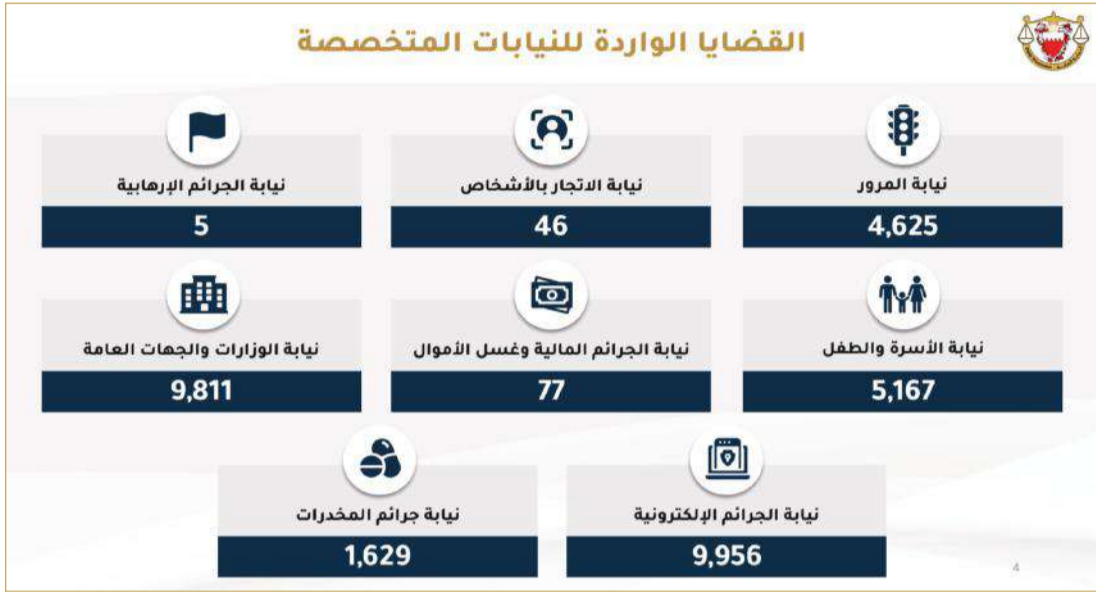 القضايا الواردة للنيابات المتخصصة
نيابة المرور
4,625
نيابة الاتجار بالأشخاص
46
نيابة الجرائم الإرهابية
5
نيابة الأسرة والطفل
5,167
نيابة الجرائم المالية وغسل الأموال
77
نيابة الوزارات والجهات العامة
9,811
نيابة الجرائم الإلكترونية
9,956
نيابة جرائم المخدرات
1,629
4